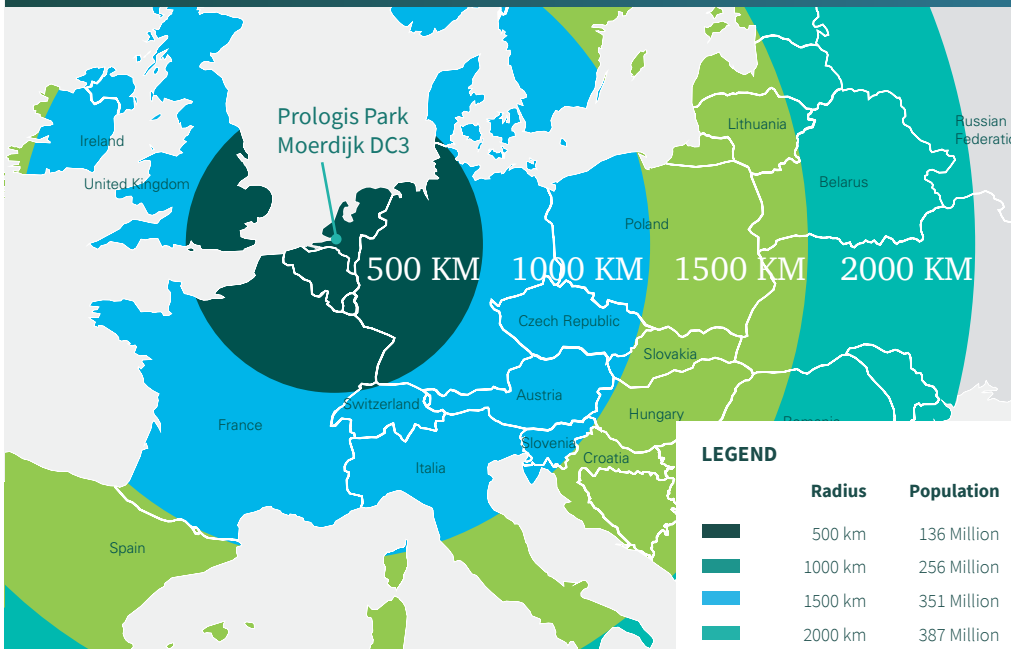 Prologis Park
Moerdijk DC3
Ireland
United Kingdom
Lithuania
Russian
Belarus
Poland
500 KM
1000 KM
1500 KM
2000 KM
Czech Republic
Slovakia
Switzerland
Austria
France
Hungary
Slovenia
Croatia
Italia
Spain
LEGEND
Radius Population
500 km 136 Million
1000 km 256 Million
1500 km 351 Million
2000 km 387 Million